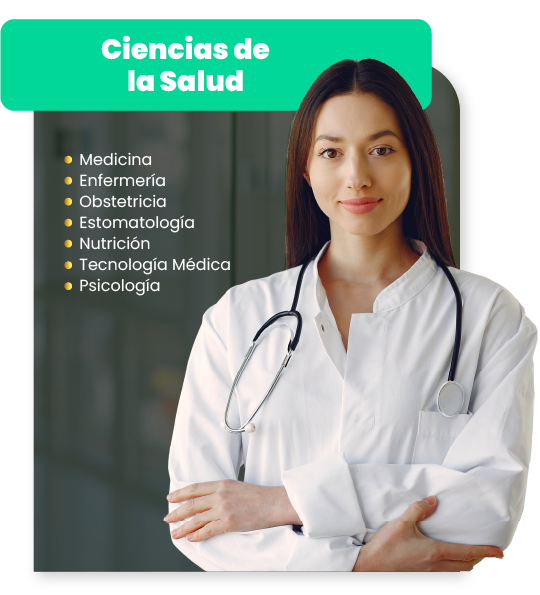 Ciencias de
la Salud
Medicina
Enfermería
Obstetricia
Estomatología
Nutrición
Tecnología Médica
Psicología